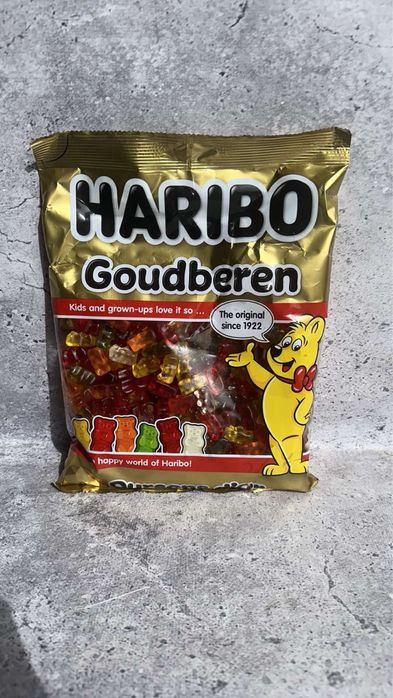 HARIBO
Goudberen
Kids and grown-ups love it so ...
The original
since 1922
happy world of Haribo!